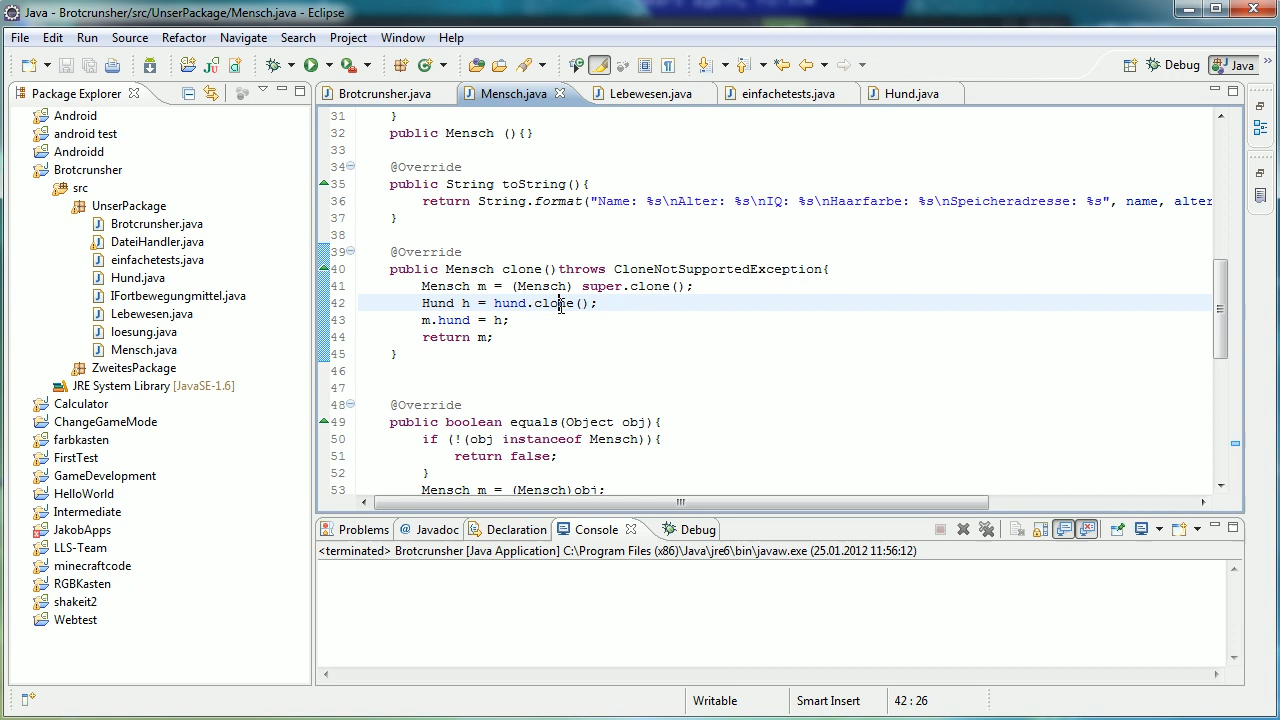 Java - Brotcrunsher/src/UnserPackage/Mensch.java - Eclipse
File Edit Run Source Refactor Navigate Search Project Window Help
Debug Java
Package Explorer
Android
android test
Androidd
Brotcrunsher
src
UnserPackage
Brotcrunsher.java
DateiHandler.java
einfachetests.java
Hund.java
IFortbewegungmittel.java
Lebewesen.java
loesung.java
Mensch.java
ZweitesPackage
JRE System Library [JavaSE-1.6]
Calculator
ChangeGameMode
farbkasten
FirstTest
GameDevelopment
HelloWorld
Intermediate
JakobApps
LLS-Team
minecraftcode
RGBKasten
shakeit2
Webtest
Brotcrunsher.java Mensch.java Lebewesen.java einfachetests.java Hund.java
31 }
32 public Mensch (){}
33
34 @Override
35 public String toString(){
36 return String.format("Name: %s\nAlter: %s\nIQ: %s\nHaarfarbe: %s\nSpeicheradresse: %s", name, alter
37 }
38
39 @Override
40 public Mensch clone()throws CloneNotSupportedException{
41 Mensch m = (Mensch) super.clone();
42 Hund h = hund.clone();
43 m.hund = h;
44 return m;
45 }
46
47
48 @Override
49 public boolean equals(Object obj){
50 if (!(obj instanceof Mensch)){
51 return false;
52 }
53 Mensch m = (Mensch)obj;
Problems @ Javadoc Declaration Console Debug
<terminated> Brotcrunsher [Java Application] C:\Program Files (x86)\Java\jre6\bin\javaw.exe (25.01.2012 11:56:12)
Writable Smart Insert 42 : 26